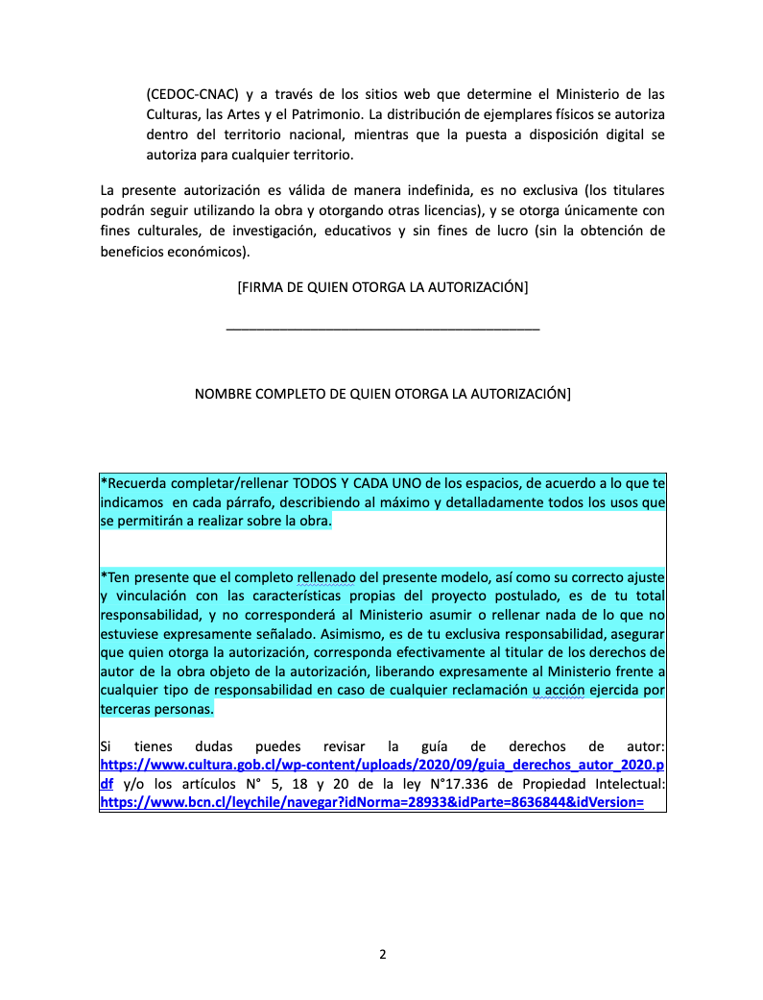 (CEDOC-CNAC) y a través de los sitios web que determine el Ministerio de las
Culturas, las Artes y el Patrimonio. La distribución de ejemplares físicos se autoriza
dentro del territorio nacional, mientras que la puesta a disposición digital se
autoriza para cualquier territorio.
La presente autorización es válida de manera indefinida, es no exclusiva (los titulares
podrán seguir utilizando la obra y otorgando otras licencias), y se otorga únicamente con
fines culturales, de investigación, educativos y sin fines de lucro (sin la obtención de
beneficios económicos).
[FIRMA DE QUIEN OTORGA LA AUTORIZACIÓN]
_________________________________________
NOMBRE COMPLETO DE QUIEN OTORGA LA AUTORIZACIÓN]
*Recuerda completar/rellenar TODOS Y CADA UNO de los espacios, de acuerdo a lo que te
indicamos en cada párrafo, describiendo al máximo y detalladamente todos los usos que
se permitirán a realizar sobre la obra.
*Ten presente que el completo rellenado del presente modelo, así como su correcto ajuste
y vinculación con las características propias del proyecto postulado, es de tu total
responsabilidad, y no corresponderá al Ministerio asumir o rellenar nada de lo que no
estuviese expresamente señalado. Asimismo, es de tu exclusiva responsabilidad, asegurar
que quien otorga la autorización, corresponda efectivamente al titular de los derechos de
autor de la obra objeto de la autorización, liberando expresamente al Ministerio frente a
cualquier tipo de responsabilidad en caso de cualquier reclamación u acción ejercida por
terceras personas.
Si tienes dudas puedes revisar la guía de derechos de autor:
https://www.cultura.gob.cl/wp-content/uploads/2020/09/guia_derechos_autor_2020.p
df y/o los artículos N° 5, 18 y 20 de la ley N°17.336 de Propiedad Intelectual:
https://www.bcn.cl/leychile/navegar?idNorma=28933&idParte=8636844&idVersion=
2